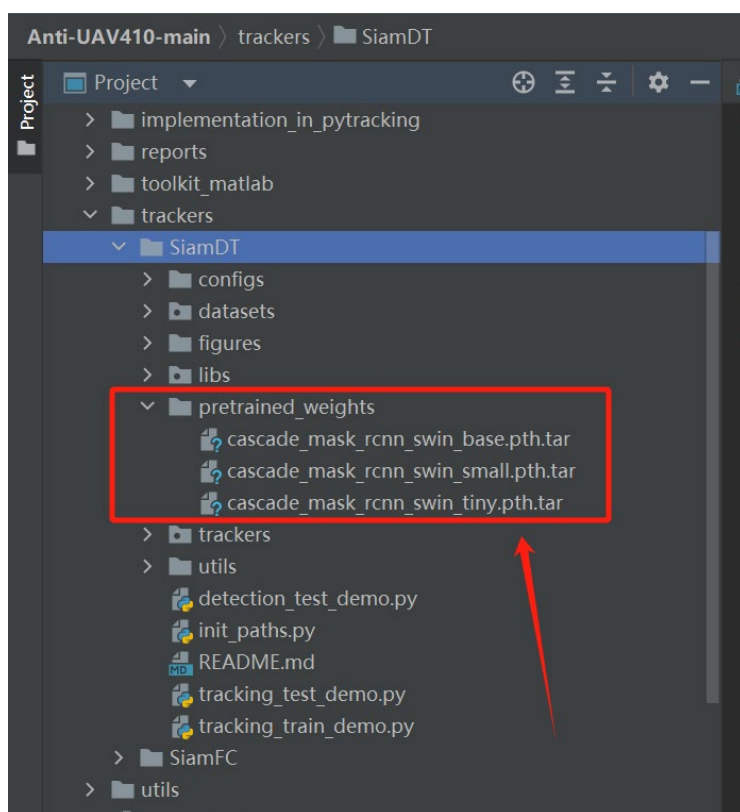 Anti-UAV410-main 〉 trackers 〉 SiamDT
Project
Project
implementation_in_pytracking
reports
toolkit_matlab
trackers
SiamDT
configs
datasets
figures
libs
pretrained_weights
cascade_mask_rcnn_swin_base.pth.tar
cascade_mask_rcnn_swin_small.pth.tar
cascade_mask_rcnn_swin_tiny.pth.tar
trackers
utils
detection_test_demo.py
init_paths.py
MD README.md
tracking_test_demo.py
tracking_train_demo.py
SiamFC
utils